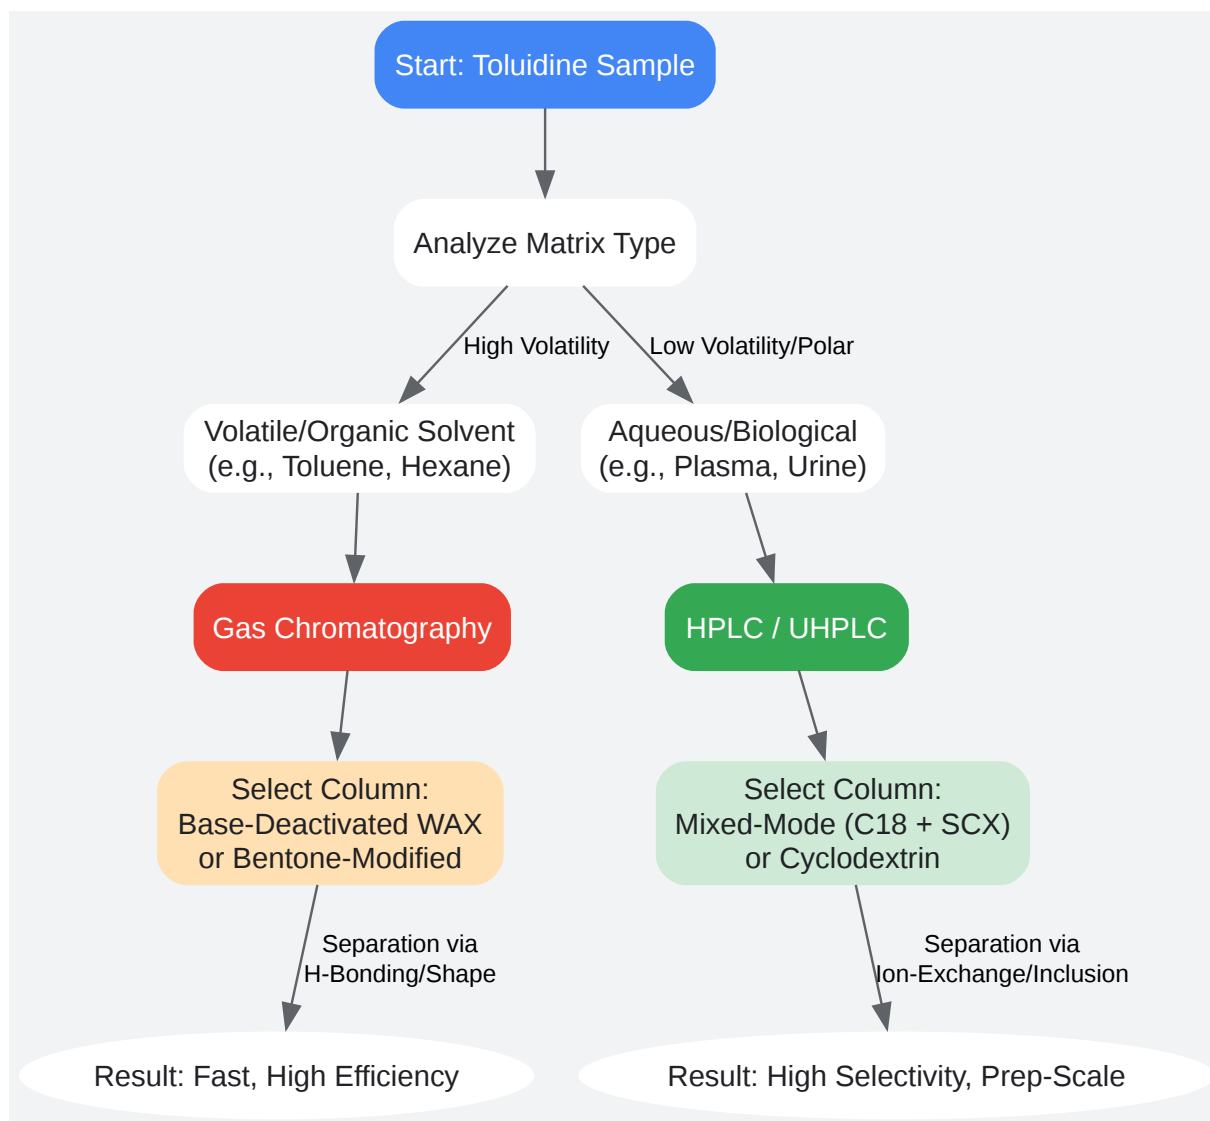 Start: Toluidine Sample
Analyze Matrix Type
High Volatility
Low Volatility/Polar
Volatile/Organic Solvent
(e.g., Toluene, Hexane)
Aqueous/Biological
(e.g., Plasma, Urine)
Gas Chromatography
HPLC / UHPLC
Select Column:
Base-Deactivated WAX
or Bentone-Modified
Select Column:
Mixed-Mode (C18 + SCX)
or Cyclodextrin
Separation via
H-Bonding/Shape
Separation via
Ion-Exchange/Inclusion
Result: Fast, High Efficiency
Result: High Selectivity, Prep-Scale